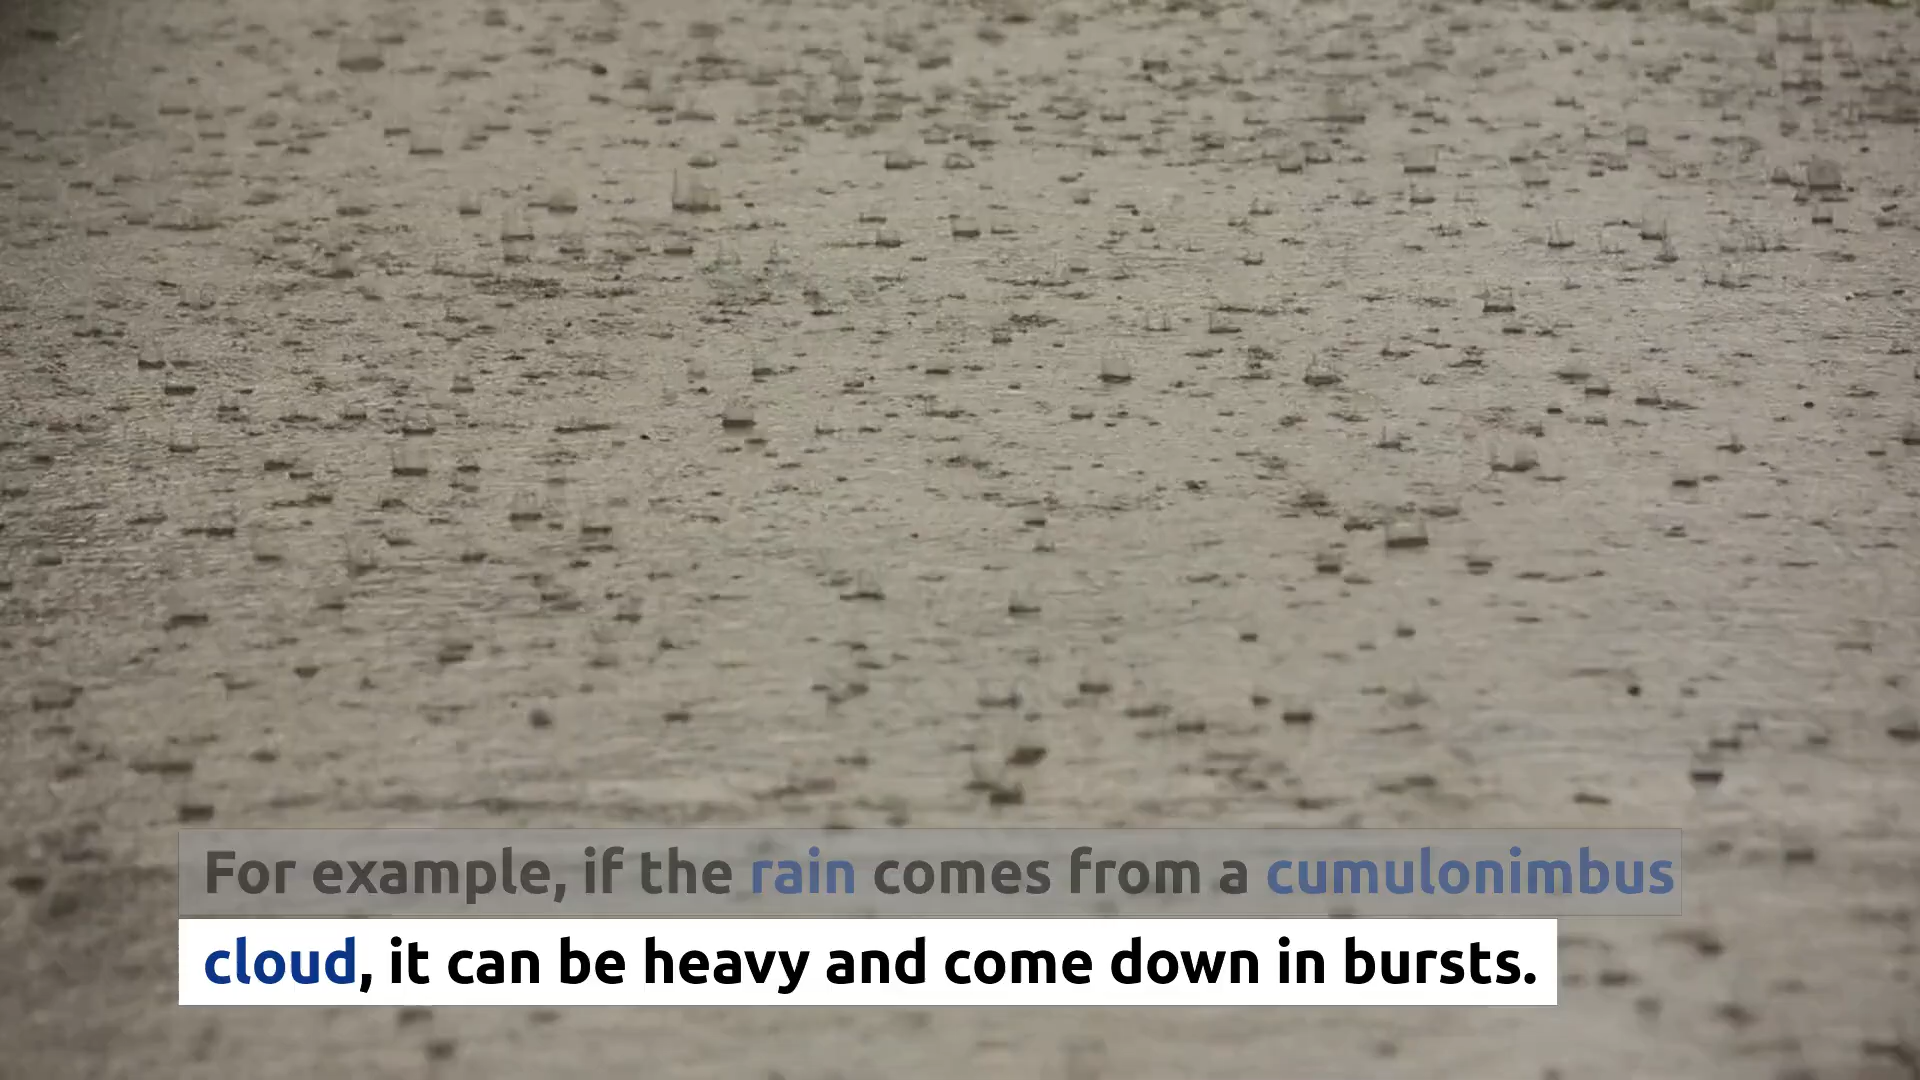 For example, if the rain comes from a cumulonimbus
cloud, it can be heavy and come down in bursts.